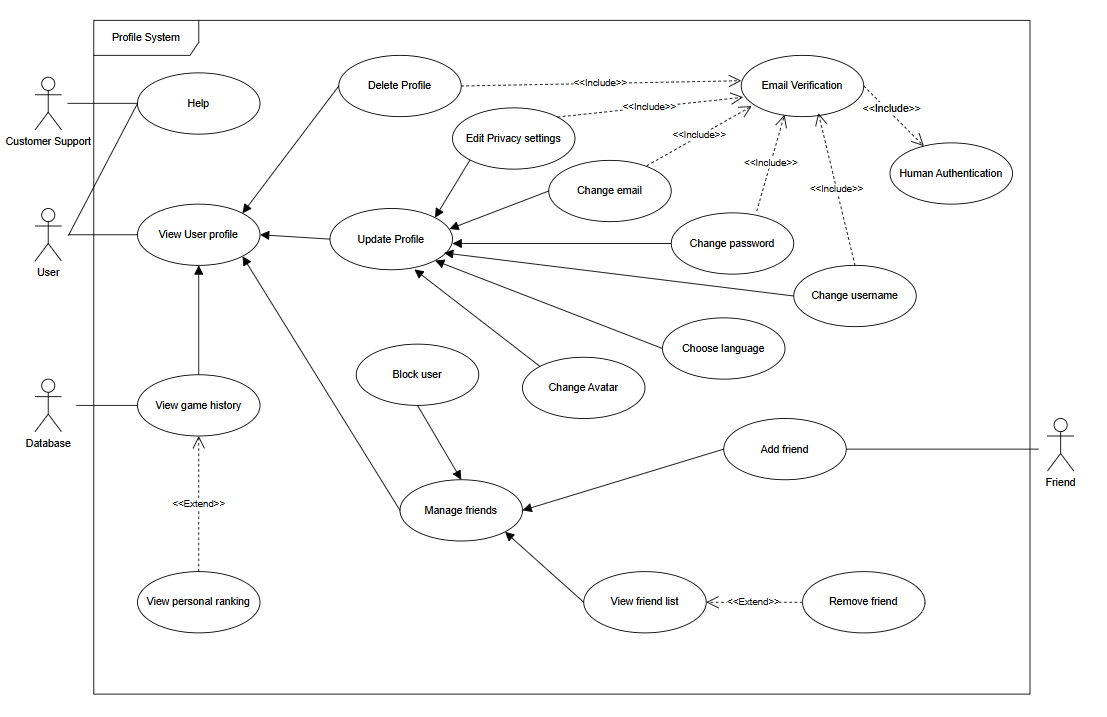 Profile System
Delete Profile
<<Include>>
Email Verification
Help
<<Include>>
<<Include>>
Customer Support
Edit Privacy settings
<<Include>>
<<Include>>
Human Authentication
Change email
<<Include>>
User
View User profile
Update Profile
Change password
Change username
Choose language
Block user
Change Avatar
Database
View game history
Add friend
Friend
<<Extend>>
Manage friends
View personal ranking
View friend list
<<Extend>>
Remove friend